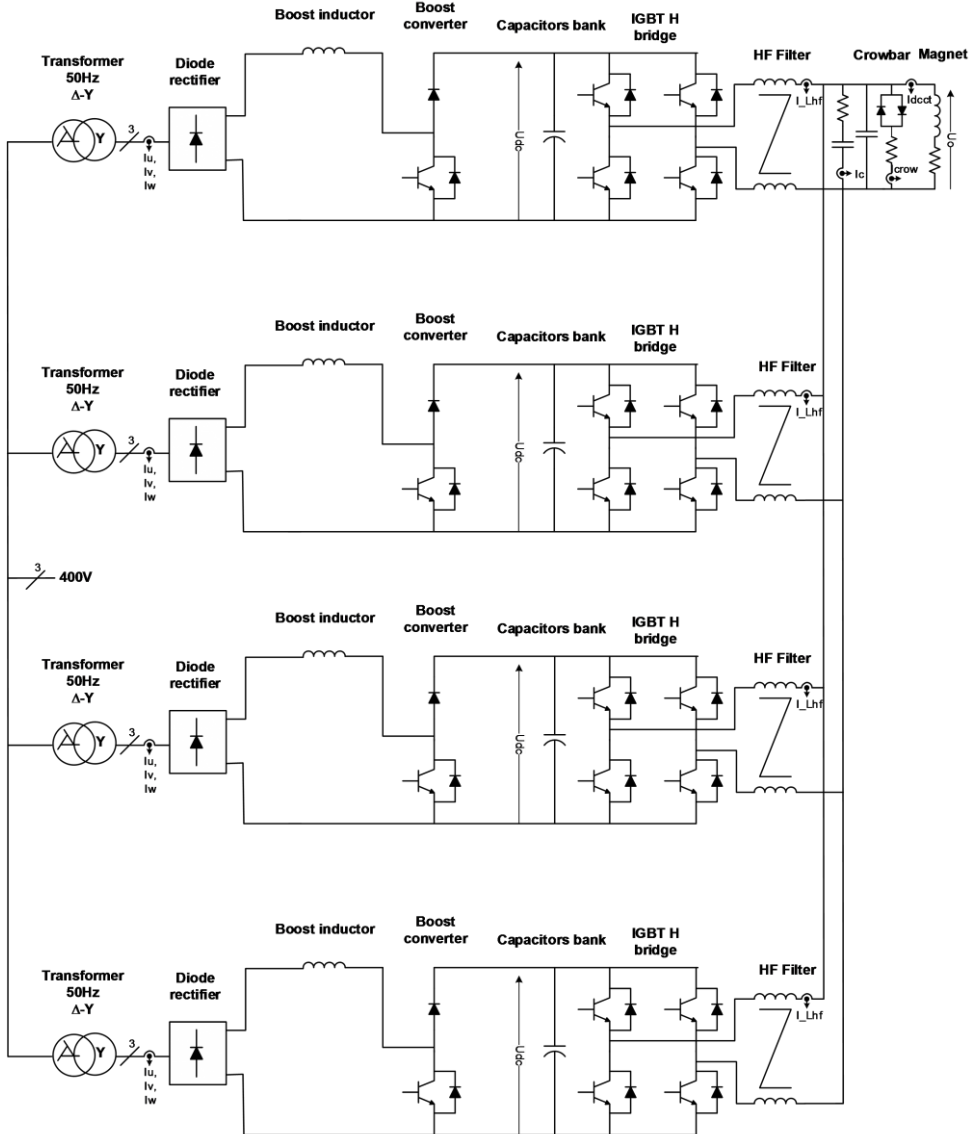 Boost inductor
Boost
converter
Capacitors bank
IGBT H
bridge
HF Filter
Crowbar
Magnet
Transformer
50Hz
Δ-Y
Diode
rectifier
Y
3
Iu,
Iv,
Iw
Udc
I_Lhf
Idcct
Uo
Ic
Icrow
Boost inductor
Boost
converter
Capacitors bank
IGBT H
bridge
HF Filter
Transformer
50Hz
Δ-Y
Diode
rectifier
Y
3
Iu,
Iv,
Iw
Udc
I_Lhf
3
400V
Boost inductor
Boost
converter
Capacitors bank
IGBT H
bridge
HF Filter
Transformer
50Hz
Δ-Y
Diode
rectifier
Y
3
Iu,
Iv,
Iw
Udc
I_Lhf
Boost inductor
Boost
converter
Capacitors bank
IGBT H
bridge
HF Filter
Transformer
50Hz
Δ-Y
Diode
rectifier
Y
3
Iu,
Iv,
Iw
Udc
I_Lhf